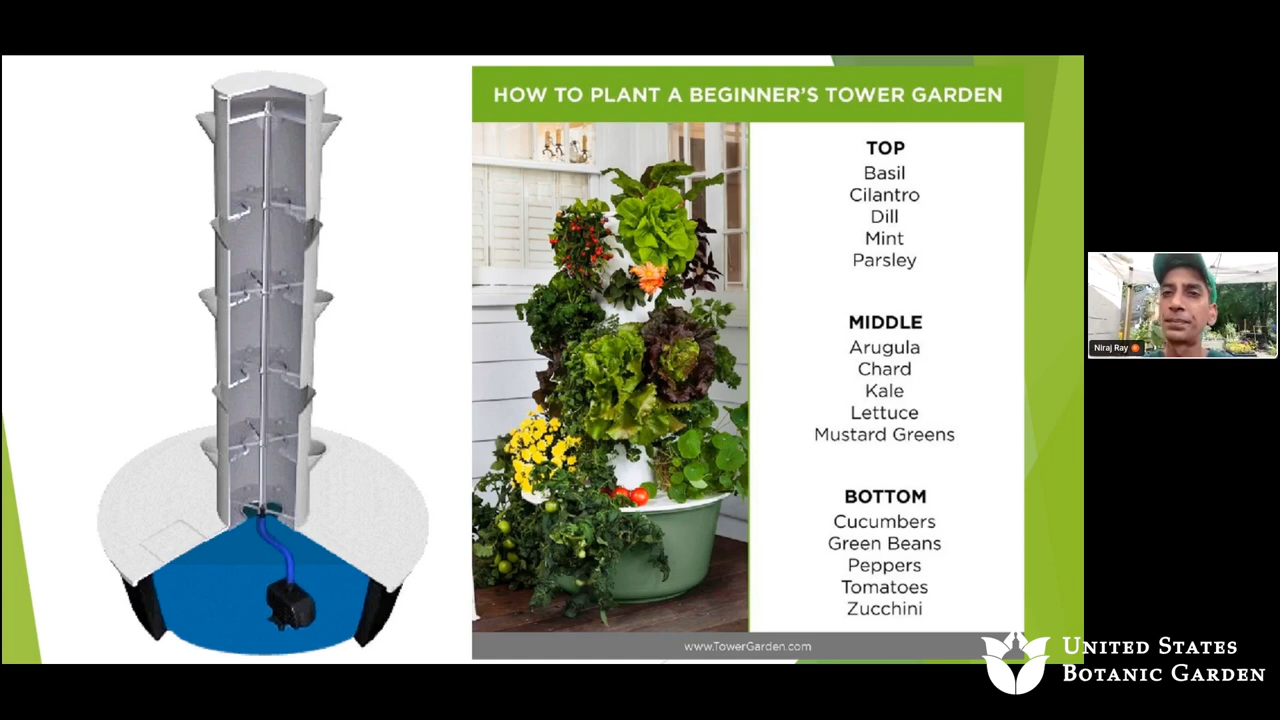 HOW TO PLANT A BEGINNER'S TOWER GARDEN
TOP
Basil
Cilantro
Dill
Mint
Parsley
MIDDLE
Arugula
Chard
Kale
Lettuce
Mustard Greens
BOTTOM
Cucumbers
Green Beans
Peppers
Tomatoes
Zucchini
www.TowerGarden.com
Niraj Ray
UNITED STATES
BOTANIC GARDEN